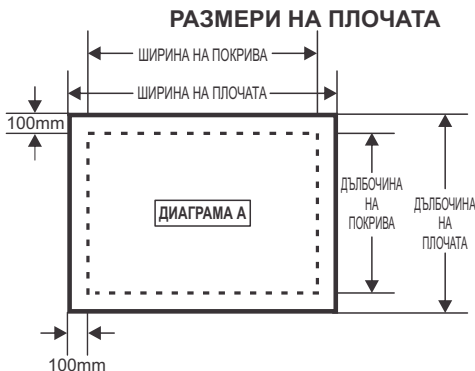 РАЗМЕРИ НА ПЛОЧАТА
ШИРИНА НА ПОКРИВА
ШИРИНА НА ПЛОЧАТА
100mm
ДИАГРАМА А
ДЪЛБОЧИНА
НА
ПОКРИВА
ДЪЛБОЧИНА
НА
ПЛОЧАТА
100mm